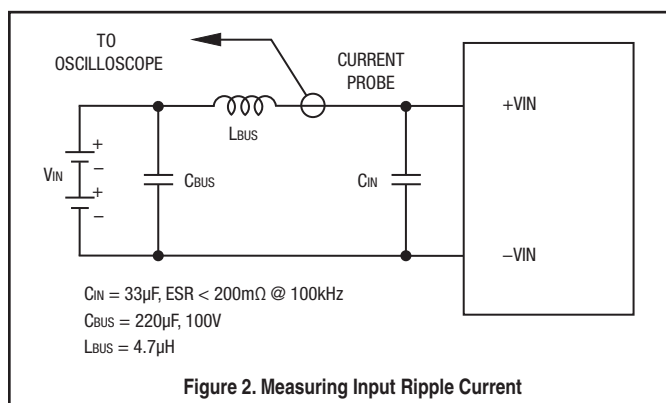 TO
OSCILLOSCOPE
CURRENT
PROBE
+VIN
LBUS
+
–
+
–
VIN
CBUS
CIN
–VIN
CIN = 33µF, ESR < 200mΩ @ 100kHz
CBUS = 220µF, 100V
LBUS = 4.7µH
Figure 2. Measuring Input Ripple Current